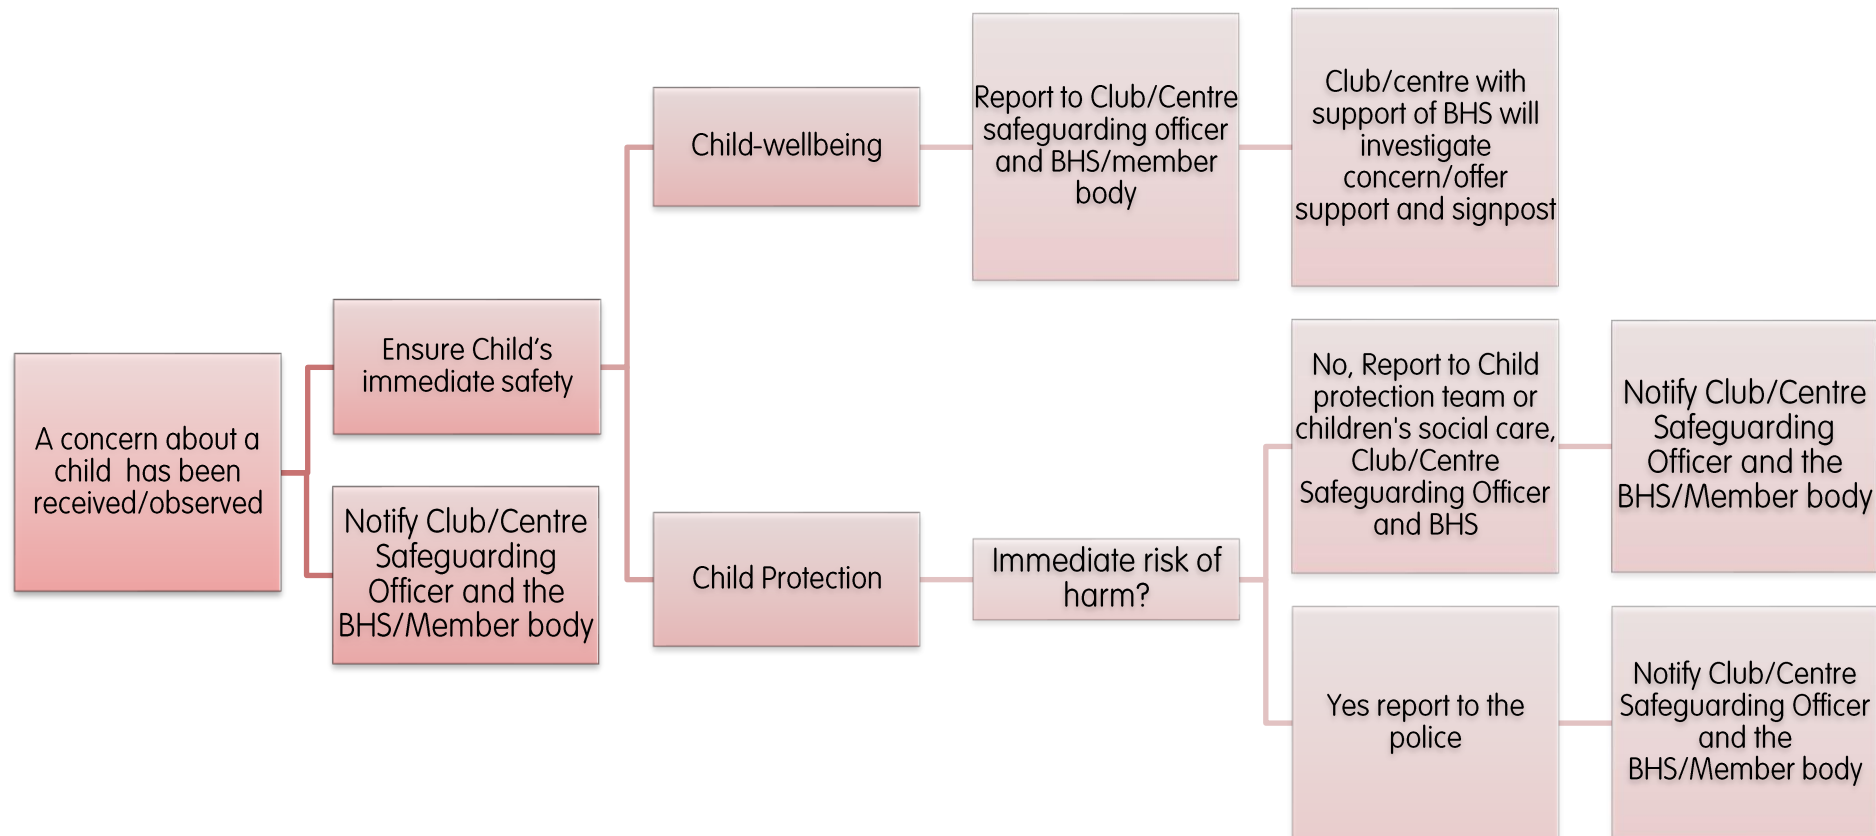 A concern about a
child has been
received/observed
Ensure Child's
immediate safety
Notify Club/Centre
Safeguarding
Officer and the
BHS/Member body
Child-wellbeing
Report to Club/Centre
safeguarding officer
and BHS/member
body
Club/centre with
support of BHS will
investigate
concern/offer
support and signpost
Child Protection
Immediate risk of
harm?
No, Report to Child
protection team or
children's social care,
Club/Centre
Safeguarding Officer
and BHS
Notify Club/Centre
Safeguarding
Officer and the
BHS/Member body
Yes report to the
police
Notify Club/Centre
Safeguarding Officer
and the
BHS/Member body